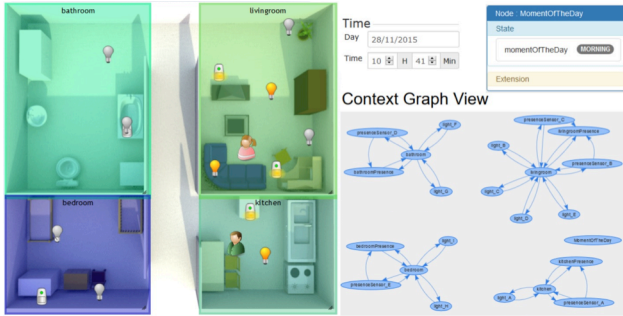 bathroom
livingroom
bedroom
kitchen
Time
Day 28/11/2015
Time 10 H 41 Min
Node : MomentOfTheDay
State
momentOfTheDay MORNING
Extension
Context Graph View
presenceSensor_D
light_F
bathroom
bathroomPresence
light_G
presenceSensor_C
livingroomPresence
light_B
presenceSensor_B
livingroom
light_C
light_D
light_E
bedroomPresence
light_I
bedroom
presenceSensor_E
light_H
MomentOfTheDay
kitchenPresence
kitchen
light_A
presenceSensor_A